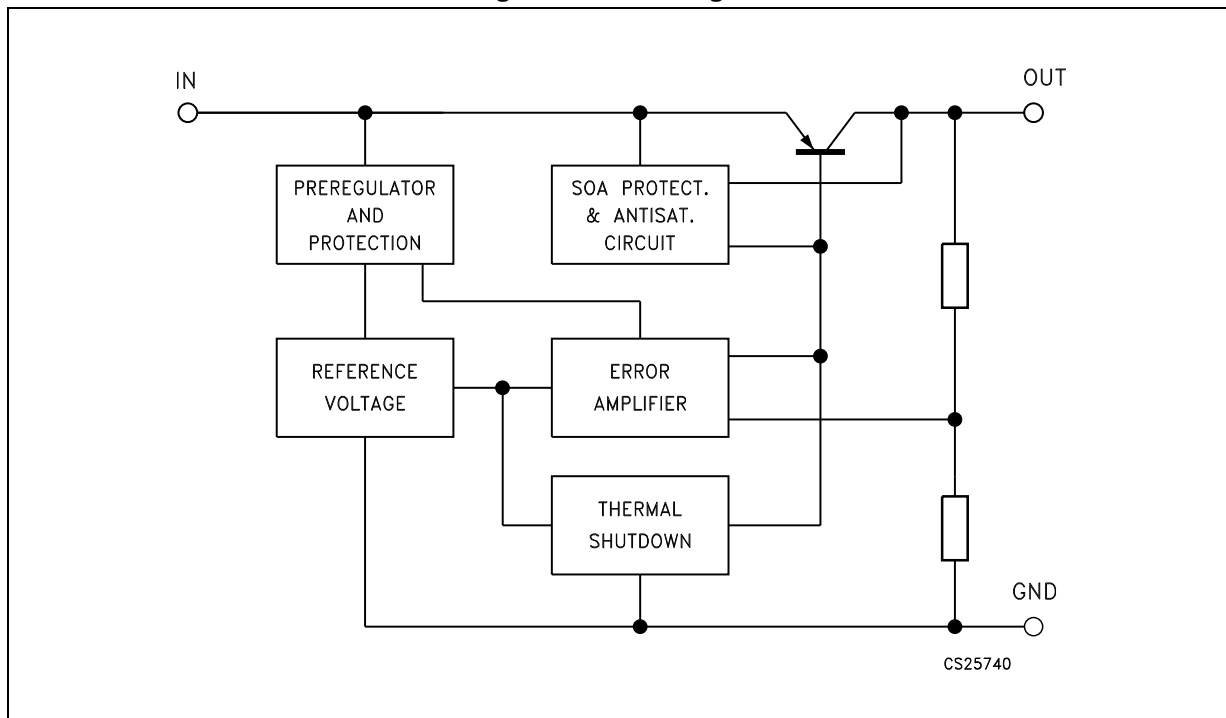 IN
OUT
PREREGULATOR
AND
PROTECTION
SOA PROTECT.
& ANTISAT.
CIRCUIT
REFERENCE
VOLTAGE
ERROR
AMPLIFIER
THERMAL
SHUTDOWN
GND
CS25740